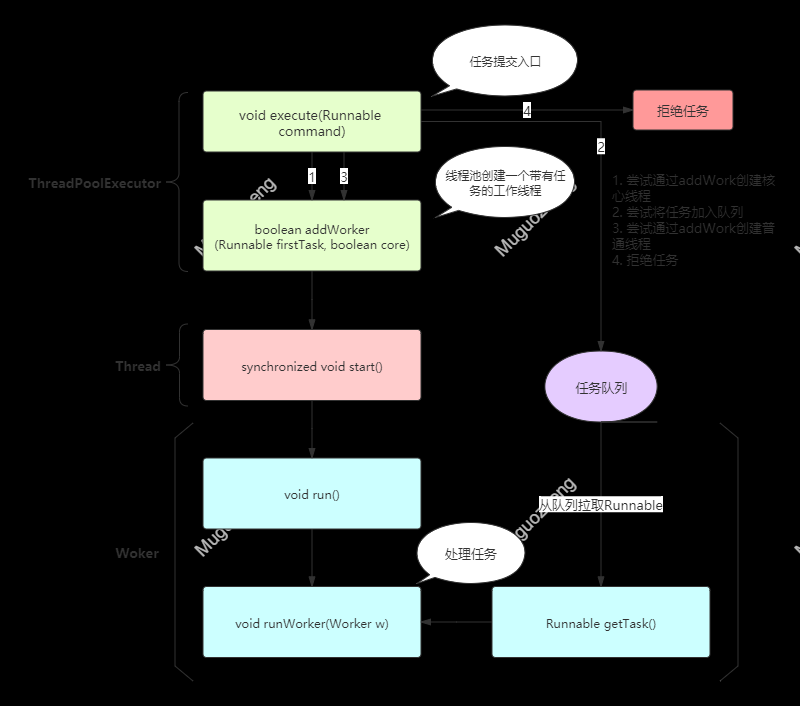 任务提交入口
void execute(Runnable
command)
拒绝任务
4
2
1
3
ThreadPoolExecutor
线程池创建一个带有任
务的工作线程
1. 尝试通过addWork创建核
心线程
2. 尝试将任务加入队列
3. 尝试通过addWork创建普
通线程
4. 拒绝任务
boolean addWorker
(Runnable firstTask, boolean core)
Thread
synchronized void start()
任务队列
void run()
从队列拉取Runnable
Woker
处理任务
void runWorker(Worker w)
Runnable getTask()